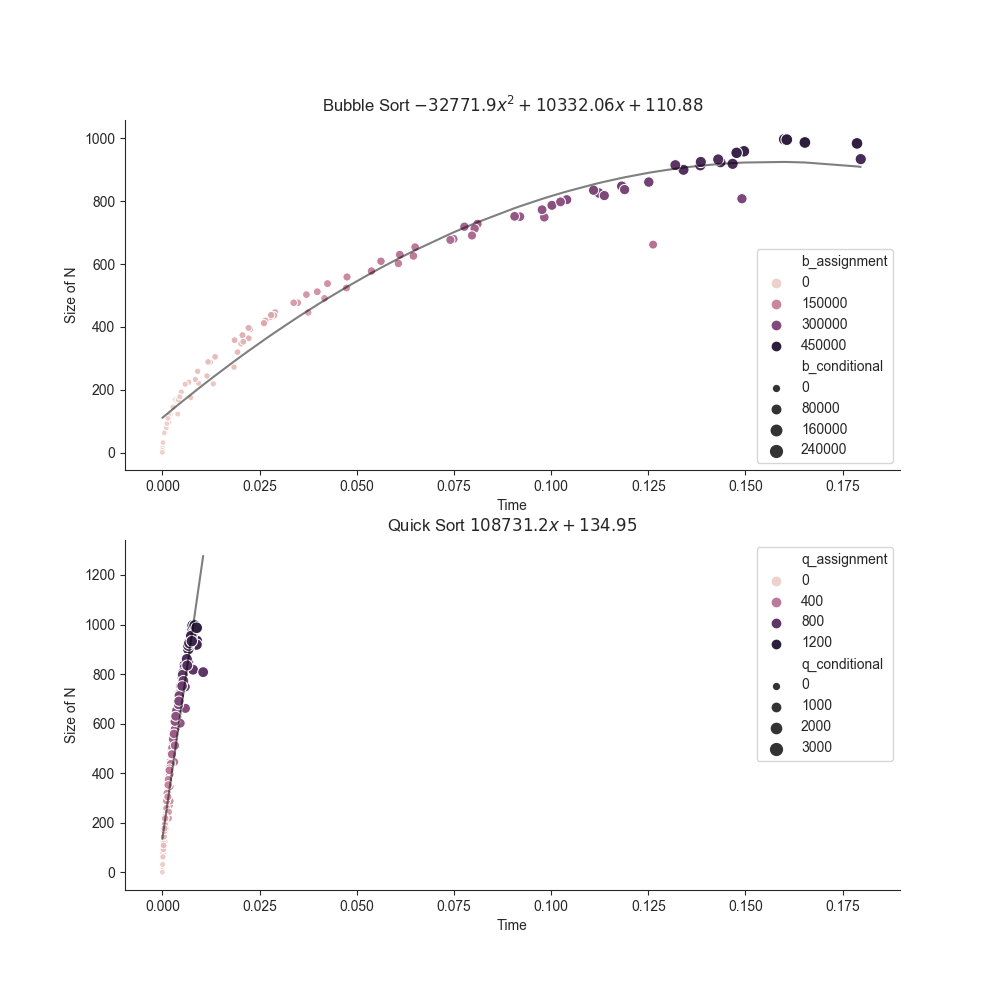 Bubble Sort −32771.9x² + 10332.06x + 110.88
1000
800
600
400
200
0
Size of N
b_assignment
0
150000
300000
450000
b_conditional
0
80000
160000
240000
0.000 0.025 0.050 0.075 0.100 0.125 0.150 0.175
Time
Quick Sort 108731.2x + 134.95
1200
1000
800
600
400
200
0
Size of N
q_assignment
0
400
800
1200
q_conditional
0
1000
2000
3000
0.000 0.025 0.050 0.075 0.100 0.125 0.150 0.175
Time